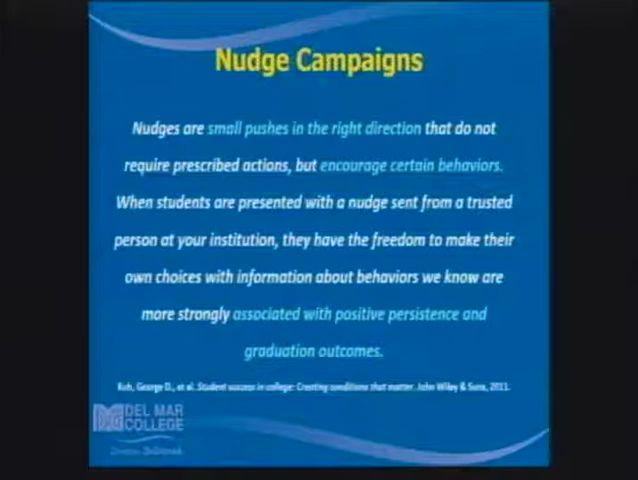 Nudge Campaigns
Nudges are small pushes in the right direction that do not
require prescribed actions, but encourage certain behaviors.
When students are presented with a nudge sent from a trusted
person at your institution, they have the freedom to make their
own choices with information about behaviors we know are
more strongly associated with positive persistence and
graduation outcomes.
Kuh, George D., et al. Student success in college: Creating conditions that matter. John Wiley & Sons, 2011.
DEL MAR
COLLEGE